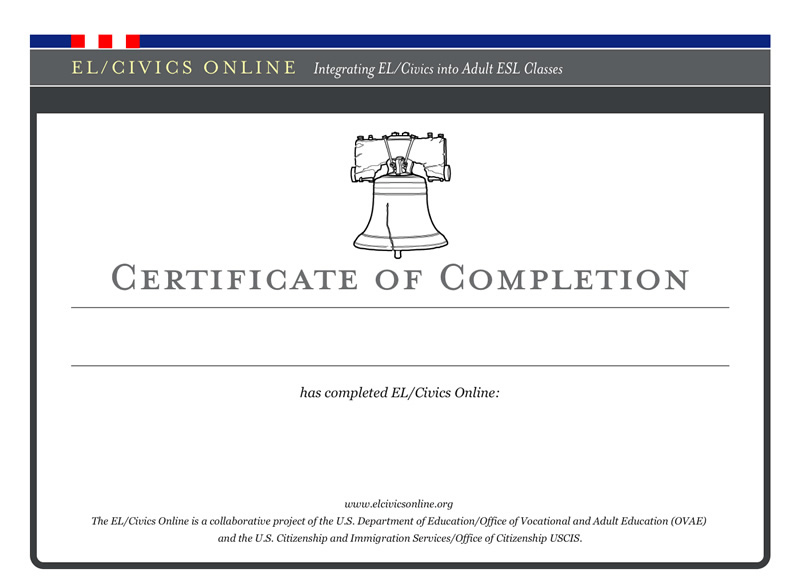 EL/CIVICS ONLINE Integrating EL/Civics into Adult ESL Classes
CERTIFICATE OF COMPLETION
has completed EL/Civics Online:
www.elcivicsonline.org
The EL/Civics Online is a collaborative project of the U.S. Department of Education/Office of Vocational and Adult Education (OVAE)
and the U.S. Citizenship and Immigration Services/Office of Citizenship USCIS.